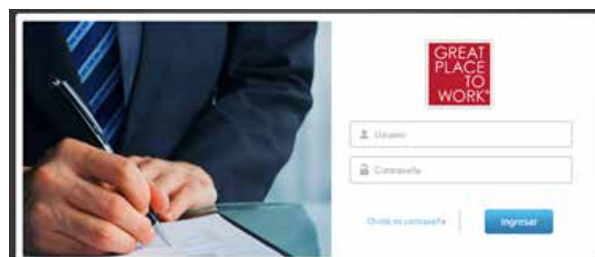 GREAT
PLACE
TO
WORK®
Usuario
Contraseña
Olvidé mi contraseña
Ingresar